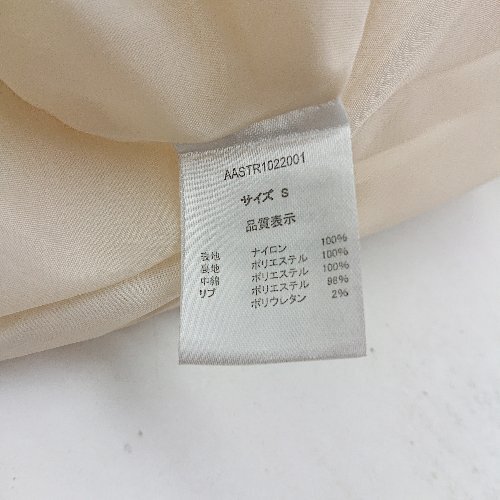 AASTR1022001
サイズ S
品質表示
表地 ナイロン 100%
裏地 ポリエステル 100%
中綿 ポリエステル 100%
リブ ポリエステル 98%
ポリウレタン 2%